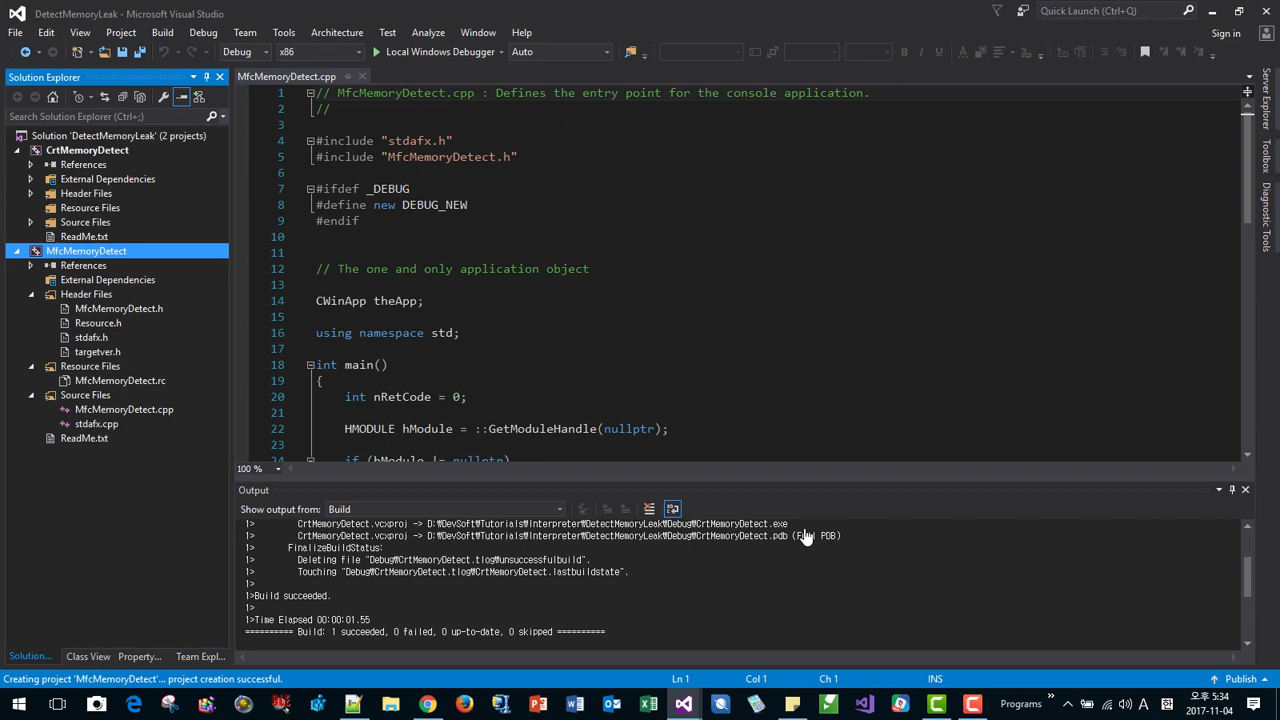 DetectMemoryLeak - Microsoft Visual Studio
Quick Launch (Ctrl+Q)
File Edit View Project Build Debug Team Tools Architecture Test Analyze Window Help
Sign in
Debug x86 Local Windows Debugger Auto
Solution Explorer
Search Solution Explorer (Ctrl+;)
Solution 'DetectMemoryLeak' (2 projects)
CrtMemoryDetect
References
External Dependencies
Header Files
Resource Files
Source Files
ReadMe.txt
MfcMemoryDetect
References
External Dependencies
Header Files
MfcMemoryDetect.h
Resource.h
stdafx.h
targetver.h
Resource Files
MfcMemoryDetect.rc
Source Files
MfcMemoryDetect.cpp
stdafx.cpp
ReadMe.txt
Solution... Class View Property... Team Expl...
MfcMemoryDetect.cpp
1 // MfcMemoryDetect.cpp : Defines the entry point for the console application.
2 //
3
4 #include "stdafx.h"
5 #include "MfcMemoryDetect.h"
6
7 #ifdef _DEBUG
8 #define new DEBUG_NEW
9 #endif
10
11
12 // The one and only application object
13
14 CWinApp theApp;
15
16 using namespace std;
17
18 int main()
19 {
20 int nRetCode = 0;
21
22 HMODULE hModule = ::GetModuleHandle(nullptr);
23
24 if (hModule != nullptr)
100 %
Server Explorer
Toolbox
Diagnostic Tools
Output
Show output from: Build
1> CrtMemoryDetect.vcxproj -> D:₩DevSoft₩Tutorials₩Interpreter₩DetectMemoryLeak₩Debug₩CrtMemoryDetect.exe
1> CrtMemoryDetect.vcxproj -> D:₩DevSoft₩Tutorials₩Interpreter₩DetectMemoryLeak₩Debug₩CrtMemoryDetect.pdb PDB)
1> FinalizeBuildStatus:
1> Deleting file "Debug₩CrtMemoryDetect.tlog₩unsuccessfulbuild".
1> Touching "Debug₩CrtMemoryDetect.tlog₩CrtMemoryDetect.lastbuildstate".
1>
1>Build succeeded.
1>
1>Time Elapsed 00:00:01.55
========== Build: 1 succeeded, 0 failed, 0 up-to-date, 0 skipped ==========
Creating project 'MfcMemoryDetect'... project creation successful.
Ln 1 Col 1 Ch 1 INS Publish
Programs
오후 5:34
2017-11-04